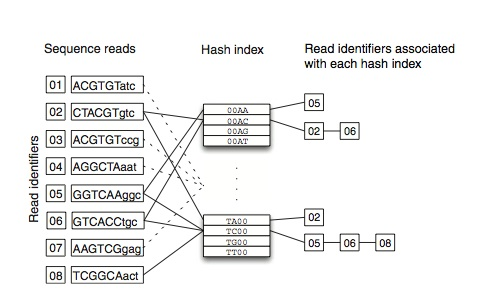 Sequence reads
Hash index
Read identifiers associated
with each hash index
Read identifiers
01 ACGTGTatc
02 CTACGTgtc
03 ACGTGTccg
04 AGGCTAaat
05 GGTCAAggc
06 GTCACCtgc
07 AAGTCGgag
08 TCGGCAact
00AA
00AC
00AG
00AT
TA00
TC00
TG00
TT00
05
02 06
02
05 06 08